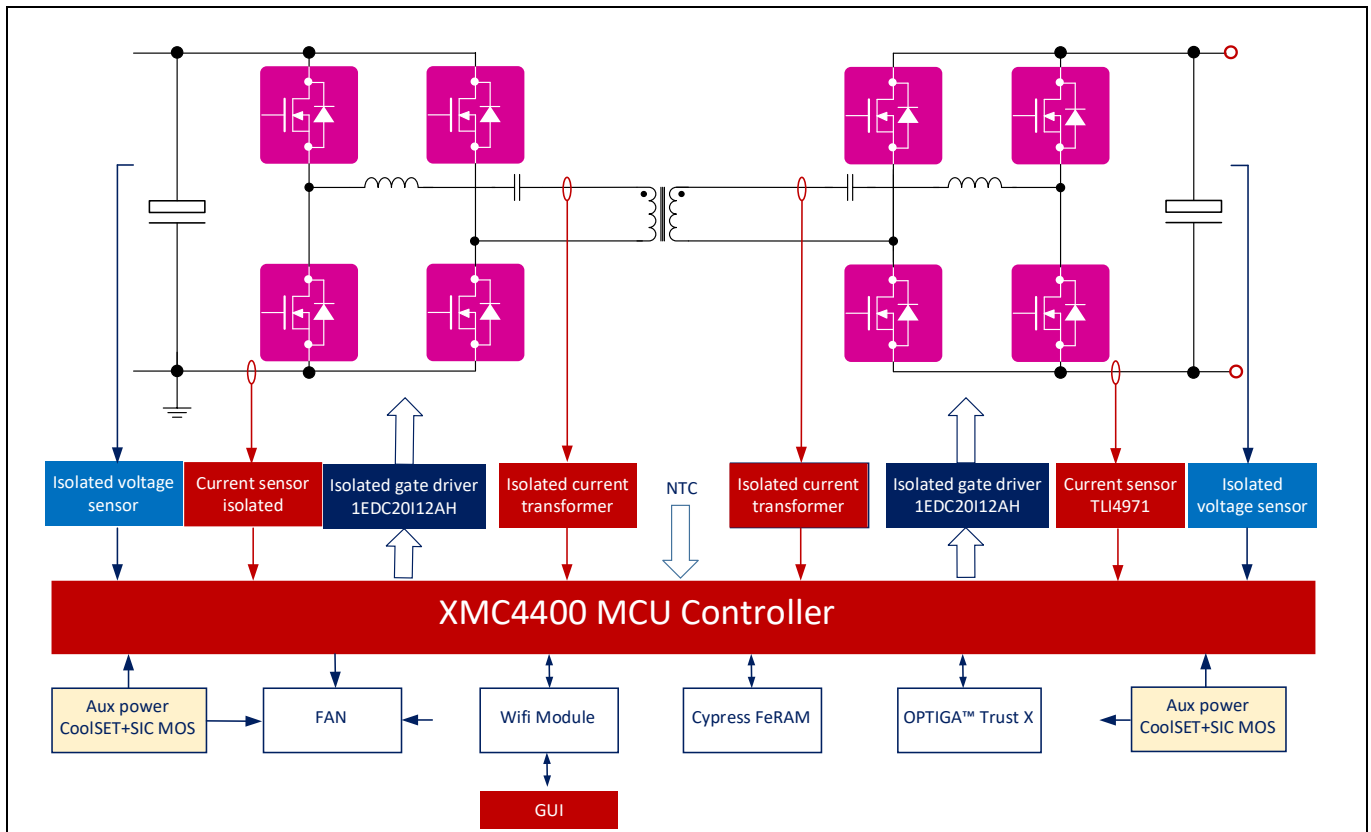 Isolated voltage
sensor
Current sensor
isolated
Isolated gate driver
1EDC20I12AH
Isolated current
transformer
NTC
Isolated current
transformer
Isolated gate driver
1EDC20I12AH
Current sensor
TLI4971
Isolated
voltage sensor
XMC4400 MCU Controller
Aux power
CoolSET+SIC MOS
FAN
Wifi Module
Cypress FeRAM
OPTIGA™ Trust X
Aux power
CoolSET+SIC MOS
GUI